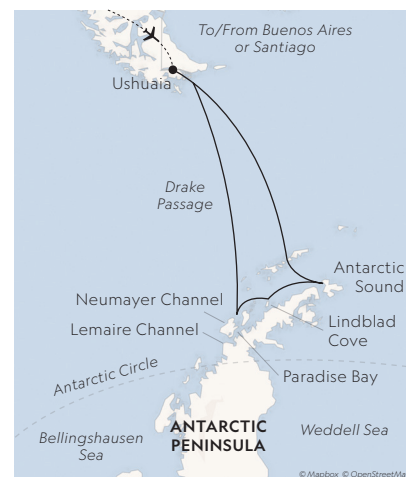 To/From Buenos Aires
or Santiago
Ushuaia
Drake
Passage
Antarctic
Sound
Neumayer Channel
Lindblad
Cove
Lemaire Channel
Paradise Bay
Antarctic Circle
ANTARCTIC
PENINSULA
Weddell Sea
Bellingshausen
Sea
© Mapbox © OpenStreetMa